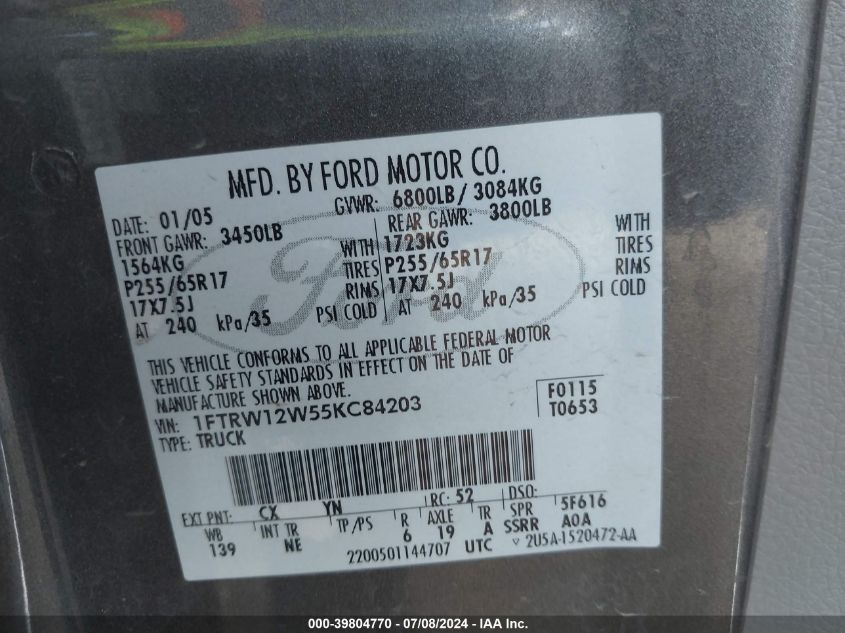 MFD. BY FORD MOTOR CO.
DATE: 01/05 GVWR: 6800LB/ 3084KG
FRONT GAWR: 3450LB REAR GAWR: 3800LB
1564KG WITH 1723KG WITH
P255/65R17 TIRES P255/65R17 TIRES
17X7.5J RIMS 17X7.5J RIMS
AT 240 kPa/35 PSI COLD AT 240 kPa/35 PSI COLD
THIS VEHICLE CONFORMS TO ALL APPLICABLE FEDERAL MOTOR
VEHICLE SAFETY STANDARDS IN EFFECT ON THE DATE OF
MANUFACTURE SHOWN ABOVE.
VIN: 1FTRW12W55KC84203 F0115
TYPE: TRUCK T0653
EXT PNT: CX YN RC: 52 DSO:
WB INT TR TP/PS R AXLE TR SPR 5F616
139 NE 6 19 A SSRR A0A
2200501144707 UTC ▽ 2U5A-1520472-AA
Ford
000-39804770 - 07/08/2024 - IAA Inc.